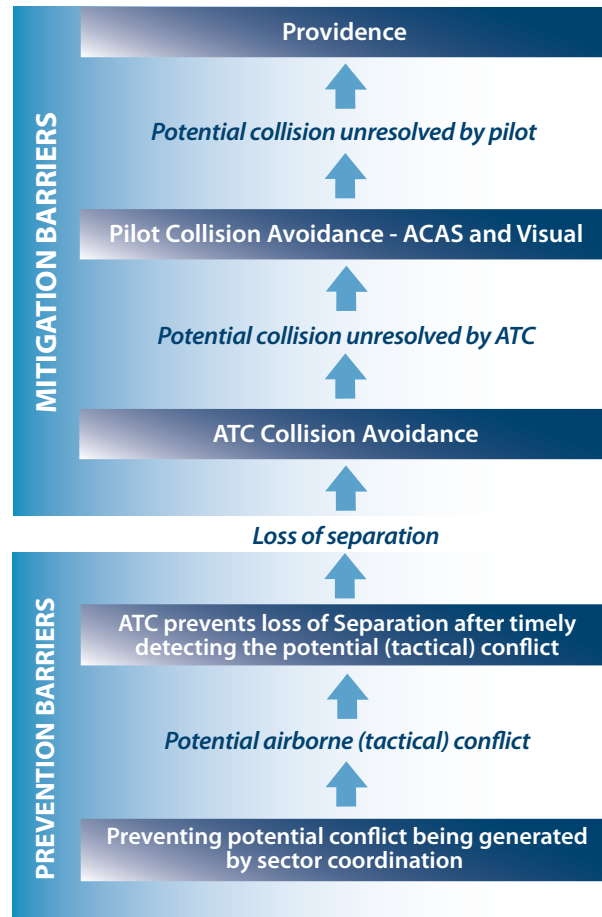 Providence
Potential collision unresolved by pilot
Pilot Collision Avoidance - ACAS and Visual
Potential collision unresolved by ATC
ATC Collision Avoidance
MITIGATION BARRIERS
Loss of separation
ATC prevents loss of Separation after timely
detecting the potential (tactical) conflict
Potential airborne (tactical) conflict
Preventing potential conflict being generated
by sector coordination
PREVENTION BARRIERS